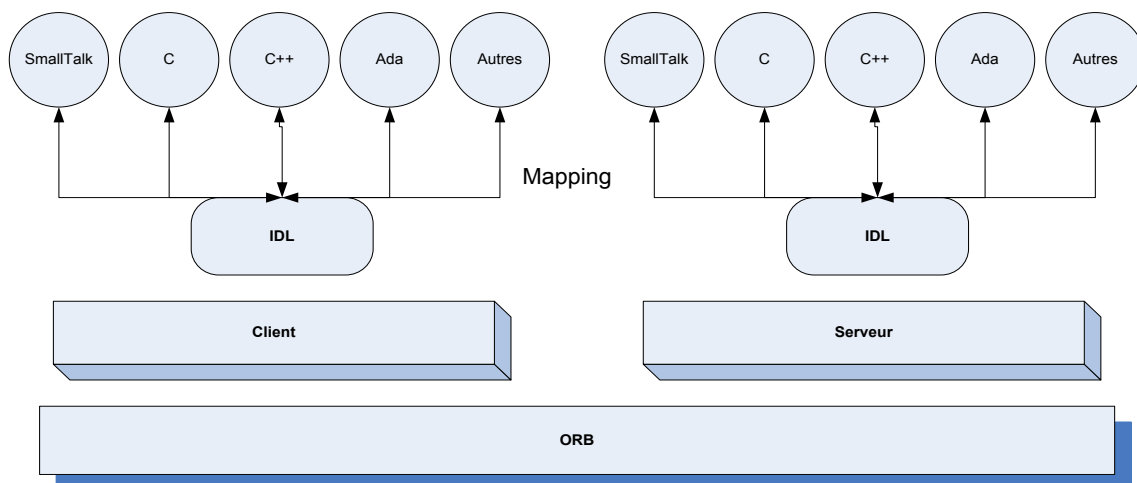 SmallTalk
C
C++
Ada
Autres
SmallTalk
C
C++
Ada
Autres
Mapping
IDL
IDL
Client
Serveur
ORB